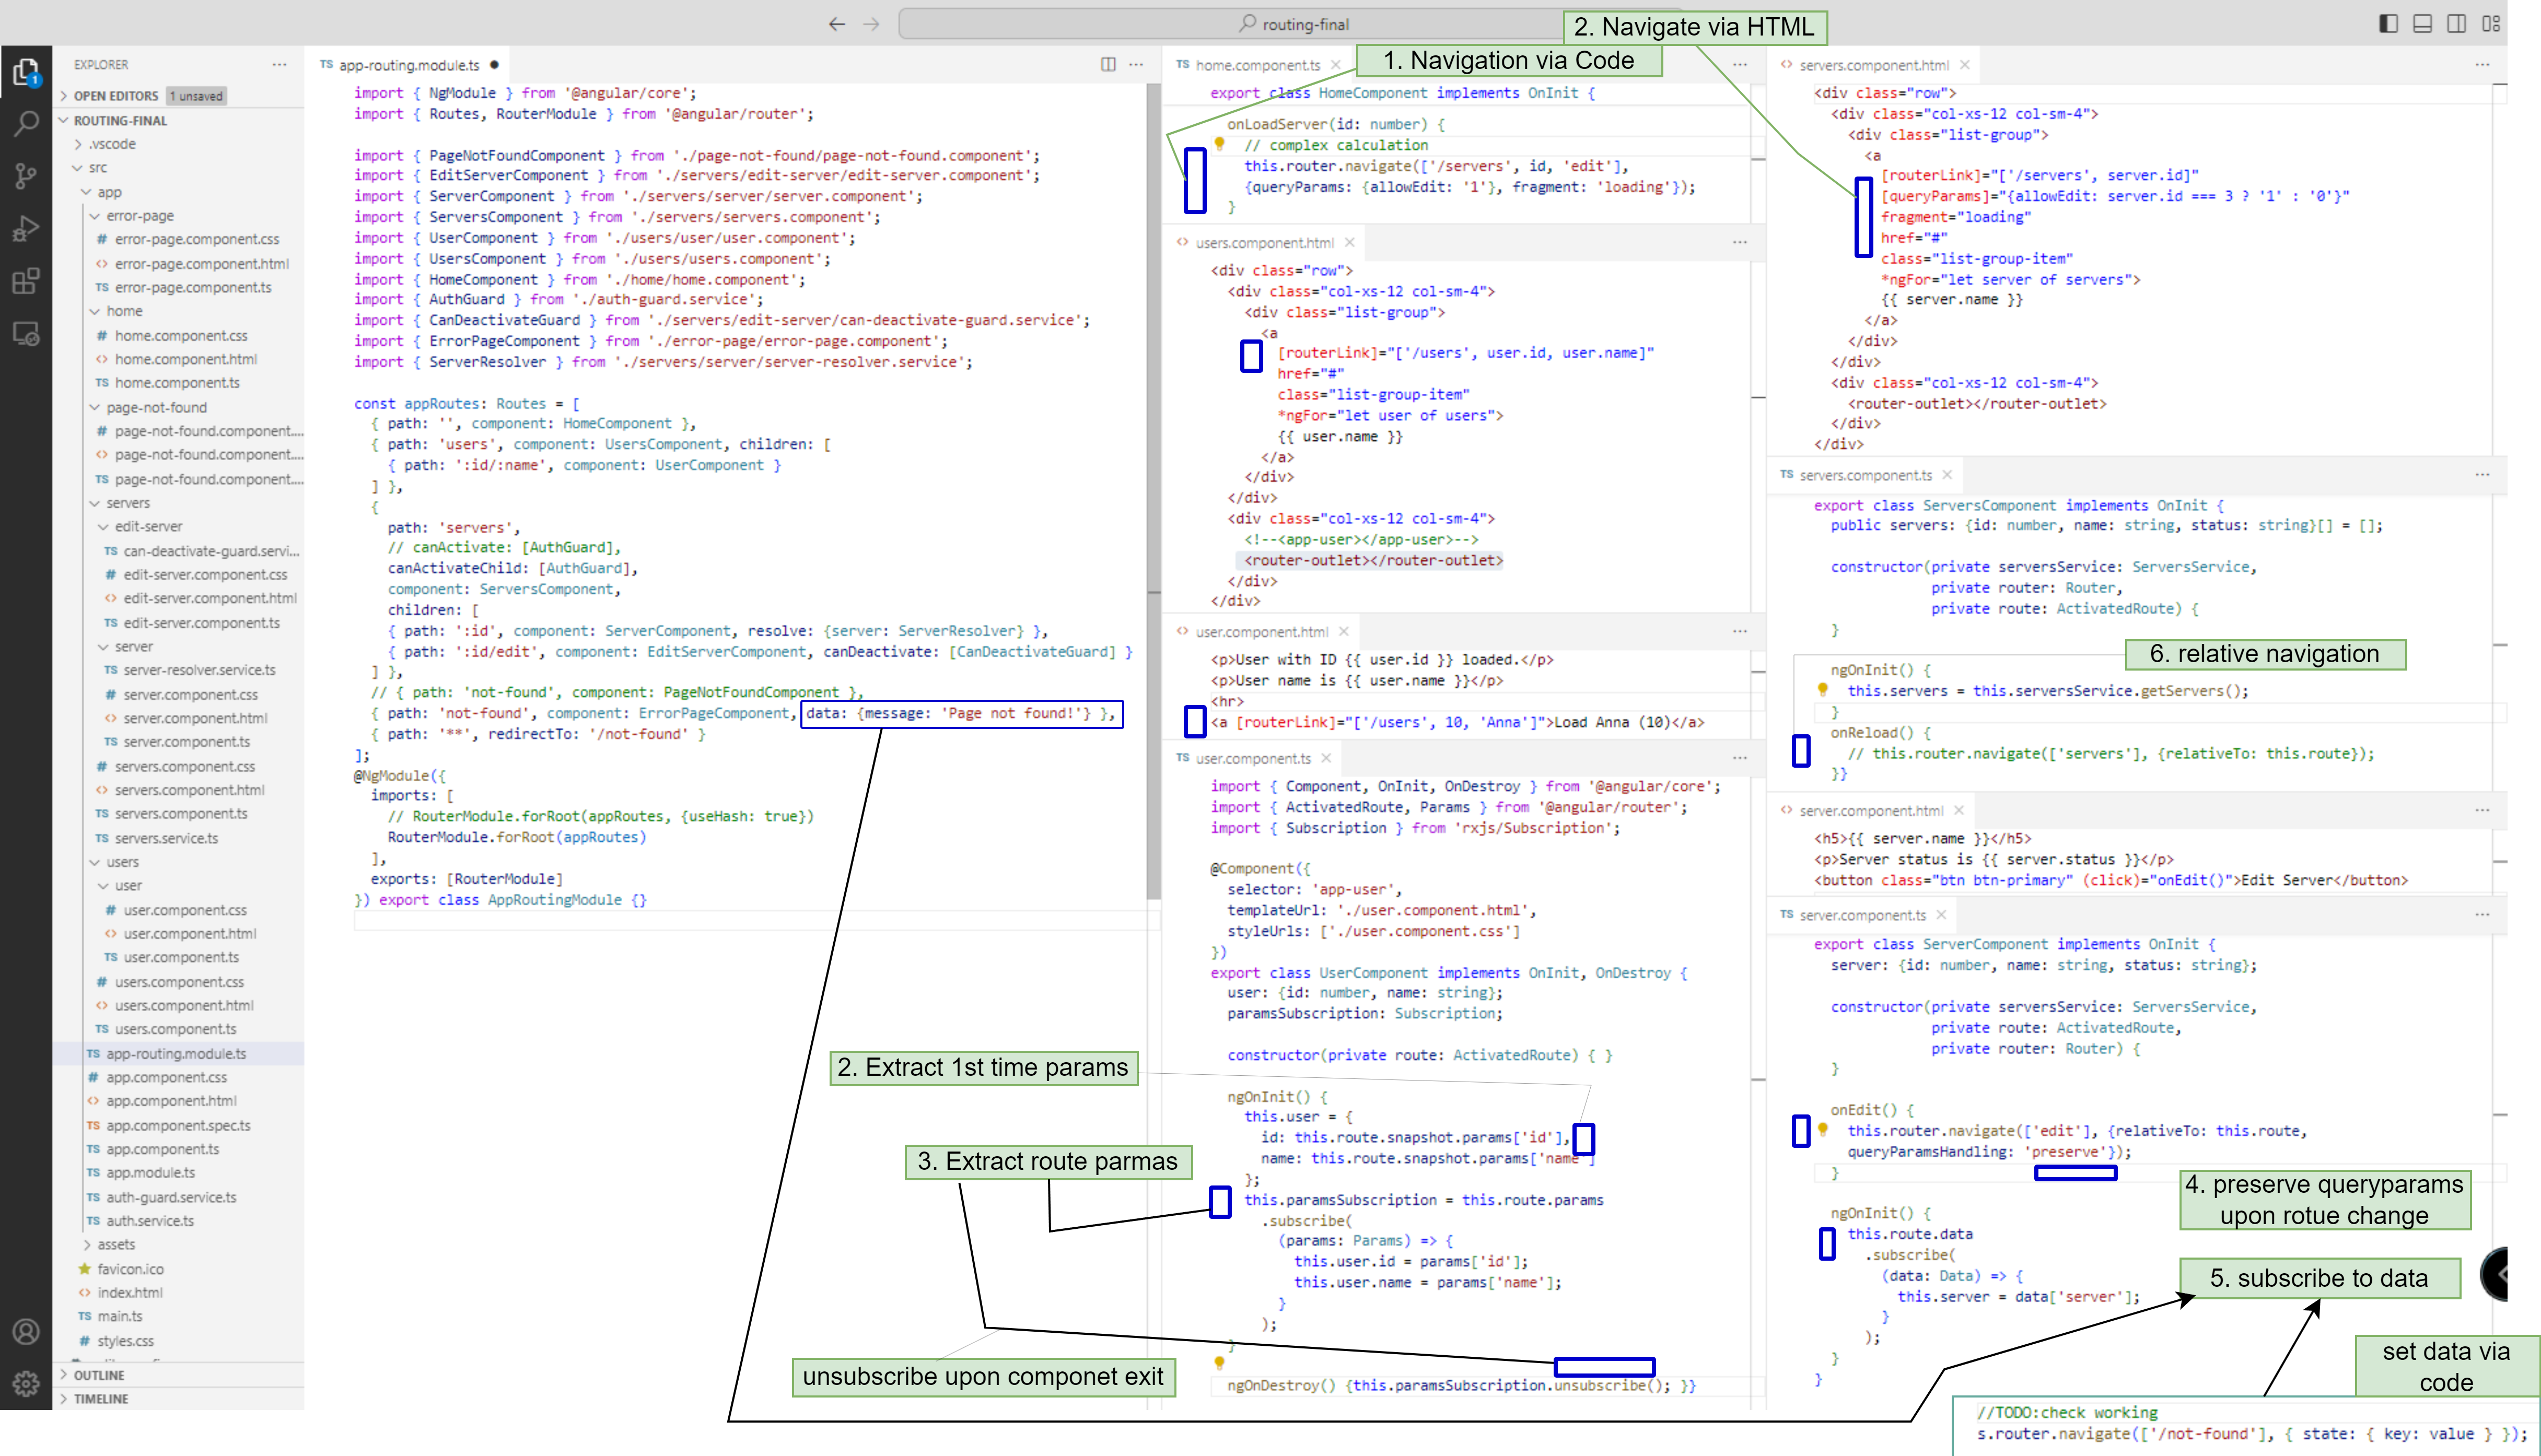 routing-final
2. Navigate via HTML
1. Navigation via Code
EXPLORER
OPEN EDITORS 1 unsaved
ROUTING-FINAL
.vscode
src
app
error-page
# error-page.component.css
<> error-page.component.html
TS error-page.component.ts
home
# home.component.css
<> home.component.html
TS home.component.ts
page-not-found
# page-not-found.component....
<> page-not-found.component....
TS page-not-found.component....
servers
edit-server
TS can-deactivate-guard.servi...
# edit-server.component.css
<> edit-server.component.html
TS edit-server.component.ts
server
TS server-resolver.service.ts
# server.component.css
<> server.component.html
TS server.component.ts
# servers.component.css
<> servers.component.html
TS servers.component.ts
TS servers.service.ts
users
user
# user.component.css
<> user.component.html
TS user.component.ts
# users.component.css
<> users.component.html
TS users.component.ts
TS app-routing.module.ts
# app.component.css
<> app.component.html
TS app.component.spec.ts
TS app.component.ts
TS app.module.ts
TS auth-guard.service.ts
TS auth.service.ts
assets
favicon.ico
<> index.html
TS main.ts
# styles.css
OUTLINE
TIMELINE
TS app-routing.module.ts
import { NgModule } from '@angular/core';
import { Routes, RouterModule } from '@angular/router';
import { PageNotFoundComponent } from './page-not-found/page-not-found.component';
import { EditServerComponent } from './servers/edit-server/edit-server.component';
import { ServerComponent } from './servers/server/server.component';
import { ServersComponent } from './servers/servers.component';
import { UserComponent } from './users/user/user.component';
import { UsersComponent } from './users/users.component';
import { HomeComponent } from './home/home.component';
import { AuthGuard } from './auth-guard.service';
import { CanDeactivateGuard } from './servers/edit-server/can-deactivate-guard.service';
import { ErrorPageComponent } from './error-page/error-page.component';
import { ServerResolver } from './servers/server/server-resolver.service';
const appRoutes: Routes = [
{ path: '', component: HomeComponent },
{ path: 'users', component: UsersComponent, children: [
{ path: ':id/:name', component: UserComponent }
] },
{
path: 'servers',
// canActivate: [AuthGuard],
canActivateChild: [AuthGuard],
component: ServersComponent,
children: [
{ path: ':id', component: ServerComponent, resolve: {server: ServerResolver} },
{ path: ':id/edit', component: EditServerComponent, canDeactivate: [CanDeactivateGuard] }
] },
// { path: 'not-found', component: PageNotFoundComponent },
{ path: 'not-found', component: ErrorPageComponent, data: {message: 'Page not found!'} },
{ path: '**', redirectTo: '/not-found' }
];
@NgModule({
imports: [
// RouterModule.forRoot(appRoutes, {useHash: true})
RouterModule.forRoot(appRoutes)
],
exports: [RouterModule]
}) export class AppRoutingModule {}
2. Extract 1st time params
3. Extract route parmas
unsubscribe upon componet exit
TS home.component.ts
export class HomeComponent implements OnInit {
onLoadServer(id: number) {
// complex calculation
this.router.navigate(['/servers', id, 'edit'],
{queryParams: {allowEdit: '1'}, fragment: 'loading'});
}
<> users.component.html
<div class="row">
<div class="col-xs-12 col-sm-4">
<div class="list-group">
<a
[routerLink]="['/users', user.id, user.name]"
href="#"
class="list-group-item"
*ngFor="let user of users">
{{ user.name }}
</a>
</div>
</div>
<div class="col-xs-12 col-sm-4">
<!--<app-user></app-user>-->
<router-outlet></router-outlet>
</div>
</div>
<> user.component.html
<p>User with ID {{ user.id }} loaded.</p>
<p>User name is {{ user.name }}</p>
<hr>
<a [routerLink]="['/users', 10, 'Anna']">Load Anna (10)</a>
TS user.component.ts
import { Component, OnInit, OnDestroy } from '@angular/core';
import { ActivatedRoute, Params } from '@angular/router';
import { Subscription } from 'rxjs/Subscription';
@Component({
selector: 'app-user',
templateUrl: './user.component.html',
styleUrls: ['./user.component.css']
})
export class UserComponent implements OnInit, OnDestroy {
user: {id: number, name: string};
paramsSubscription: Subscription;
constructor(private route: ActivatedRoute) { }
ngOnInit() {
this.user = {
id: this.route.snapshot.params['id'],
name: this.route.snapshot.params['name']
};
this.paramsSubscription = this.route.params
.subscribe(
(params: Params) => {
this.user.id = params['id'];
this.user.name = params['name'];
}
);
}
ngOnDestroy() {this.paramsSubscription.unsubscribe(); }}
<> servers.component.html
<div class="row">
<div class="col-xs-12 col-sm-4">
<div class="list-group">
<a
[routerLink]="['/servers', server.id]"
[queryParams]="{allowEdit: server.id === 3 ? '1' : '0'}"
fragment="loading"
href="#"
class="list-group-item"
*ngFor="let server of servers">
{{ server.name }}
</a>
</div>
</div>
<div class="col-xs-12 col-sm-4">
<router-outlet></router-outlet>
</div>
</div>
TS servers.component.ts
export class ServersComponent implements OnInit {
public servers: {id: number, name: string, status: string}[] = [];
constructor(private serversService: ServersService,
private router: Router,
private route: ActivatedRoute) {
}
6. relative navigation
ngOnInit() {
this.servers = this.serversService.getServers();
}
onReload() {
// this.router.navigate(['servers'], {relativeTo: this.route});
}}
<> server.component.html
<h5>{{ server.name }}</h5>
<p>Server status is {{ server.status }}</p>
<button class="btn btn-primary" (click)="onEdit()">Edit Server</button>
TS server.component.ts
export class ServerComponent implements OnInit {
server: {id: number, name: string, status: string};
constructor(private serversService: ServersService,
private route: ActivatedRoute,
private router: Router) {
}
onEdit() {
this.router.navigate(['edit'], {relativeTo: this.route,
queryParamsHandling: 'preserve'});
}
4. preserve queryparams
upon rotue change
ngOnInit() {
this.route.data
.subscribe(
(data: Data) => {
this.server = data['server'];
}
);
}
}
5. subscribe to data
set data via
code
//TODO:check working
s.router.navigate(['/not-found'], { state: { key: value } });